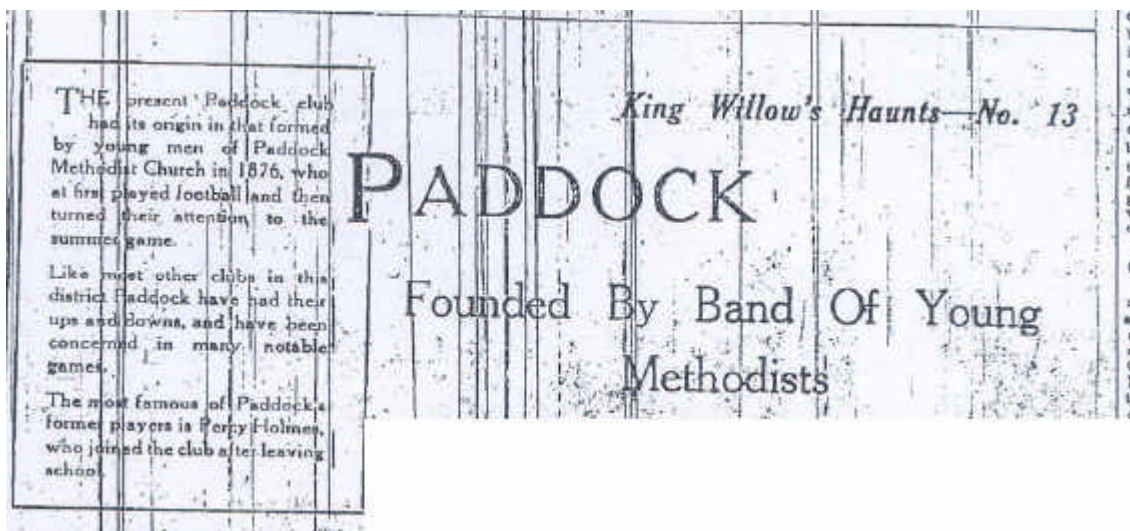 THE present Paddock club
had its origin in that formed
by young men of Paddock
Methodist Church in 1876, who
at first played football and then
turned their attention to the
summer game.
Like most other clubs in this
district Paddock have had their
ups and downs, and have been
concerned in many notable
games.
The most famous of Paddock's
former players is Percy Holmes,
who joined the club after leaving
school.
King Willow's Haunts—No. 13
PADDOCK
Founded By Band Of Young
Methodists